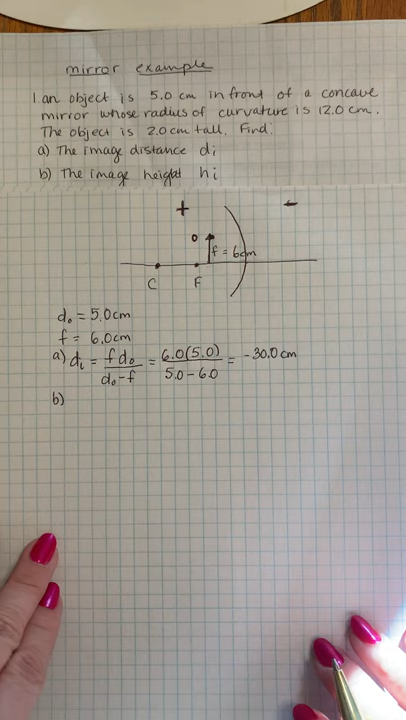 mirror example
1. an object is 5.0 cm in front of a concave
mirror whose radius of curvature is 12.0 cm.
The object is 2.0 cm tall. Find:
a) The image distance di
b) The image height hi
+ -
o
f = 6cm
C F
do = 5.0cm
f = 6.0cm
a) di = f do / do-f = 6.0(5.0) / 5.0 - 6.0 = -30.0 cm
b)